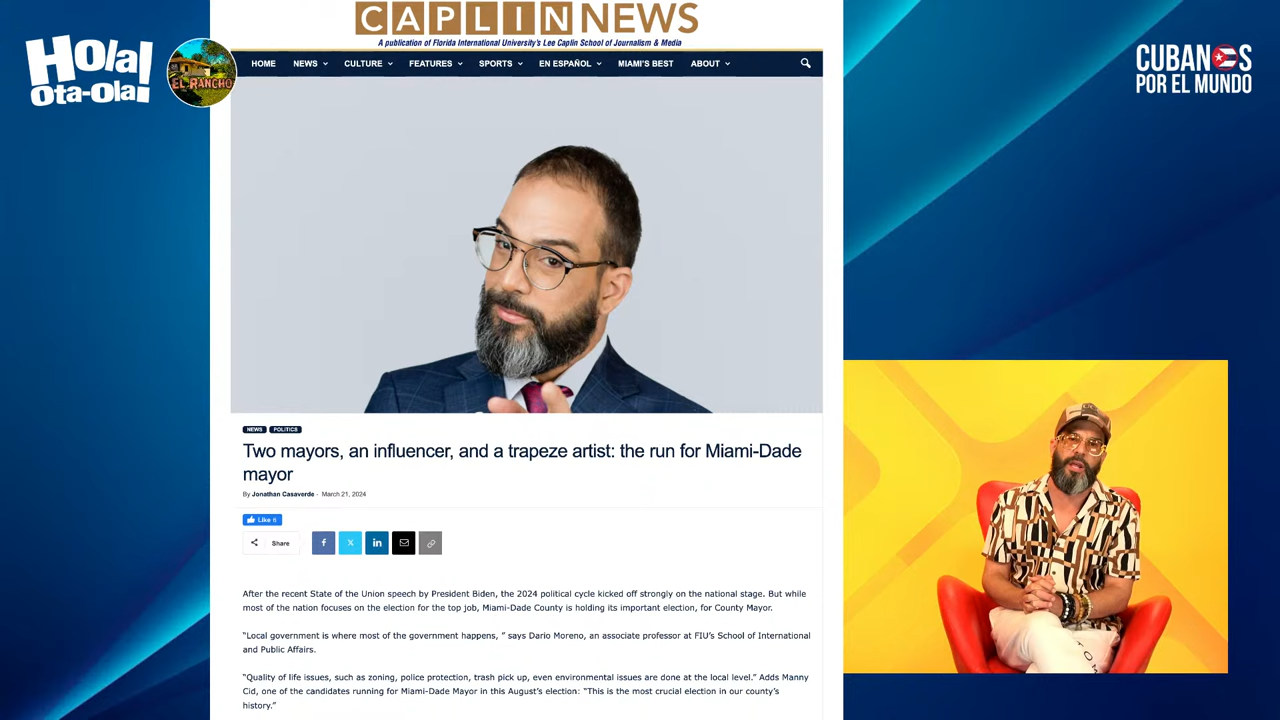 Hola!
Ota-Ola!
EL RANCHO
CUBANOS
POR EL MUNDO
CAPLIN NEWS
A publication of Florida International University's Lee Caplin School of Journalism & Media
HOME NEWS CULTURE FEATURES SPORTS EN ESPAÑOL MIAMI'S BEST ABOUT
NEWS POLITICS
Two mayors, an influencer, and a trapeze artist: the run for Miami-Dade
mayor
By Jonathan Casaverde - March 21, 2024
Like 6
Share
After the recent State of the Union speech by President Biden, the 2024 political cycle kicked off strongly on the national stage. But while
most of the nation focuses on the election for the top job, Miami-Dade County is holding its important election, for County Mayor.
“Local government is where most of the government happens, ” says Dario Moreno, an associate professor at FIU’s School of International
and Public Affairs.
“Quality of life issues, such as zoning, police protection, trash pick up, even environmental issues are done at the local level.” Adds Manny
Cid, one of the candidates running for Miami-Dade Mayor in this August’s election: “This is the most crucial election in our county’s
history.”